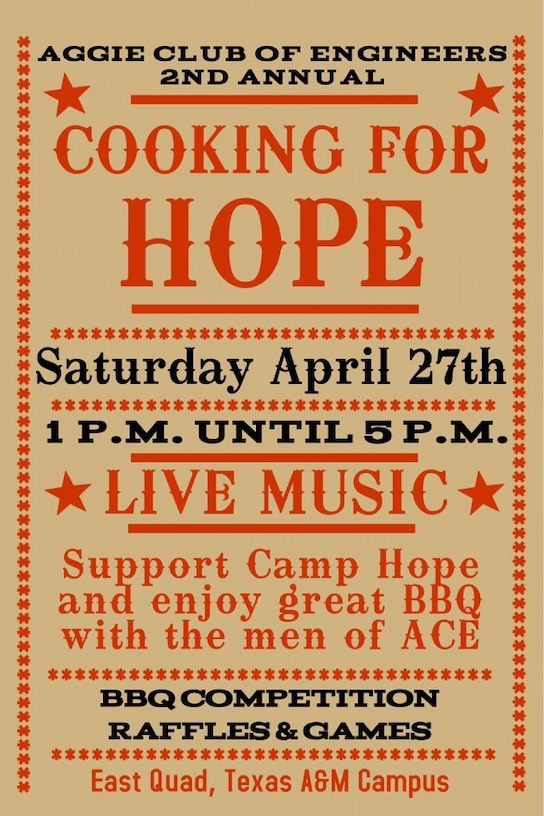 AGGIE CLUB OF ENGINEERS
2ND ANNUAL
COOKING FOR
HOPE
Saturday April 27th
1 P.M. UNTIL 5 P.M.
LIVE MUSIC
Support Camp Hope
and enjoy great BBQ
with the men of ACE
BBQ COMPETITION
RAFFLES & GAMES
East Quad, Texas A&M Campus